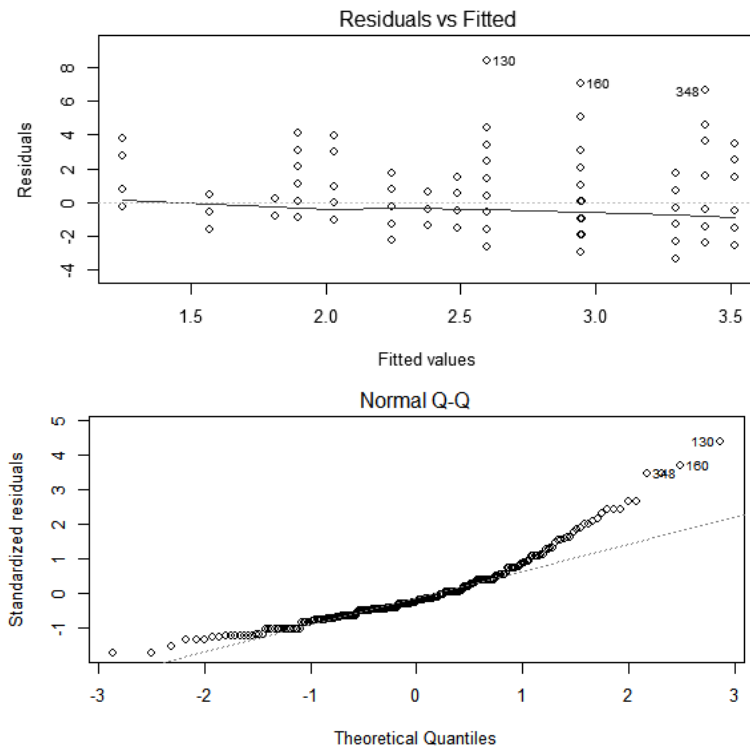 Residuals vs Fitted
Residuals
8
6
4
2
0
-2
-4
130
160
348
1.5 2.0 2.5 3.0 3.5
Fitted values
Normal Q-Q
Standardized residuals
5
4
3
2
1
0
-1
130
348 160
-3 -2 -1 0 1 2 3
Theoretical Quantiles